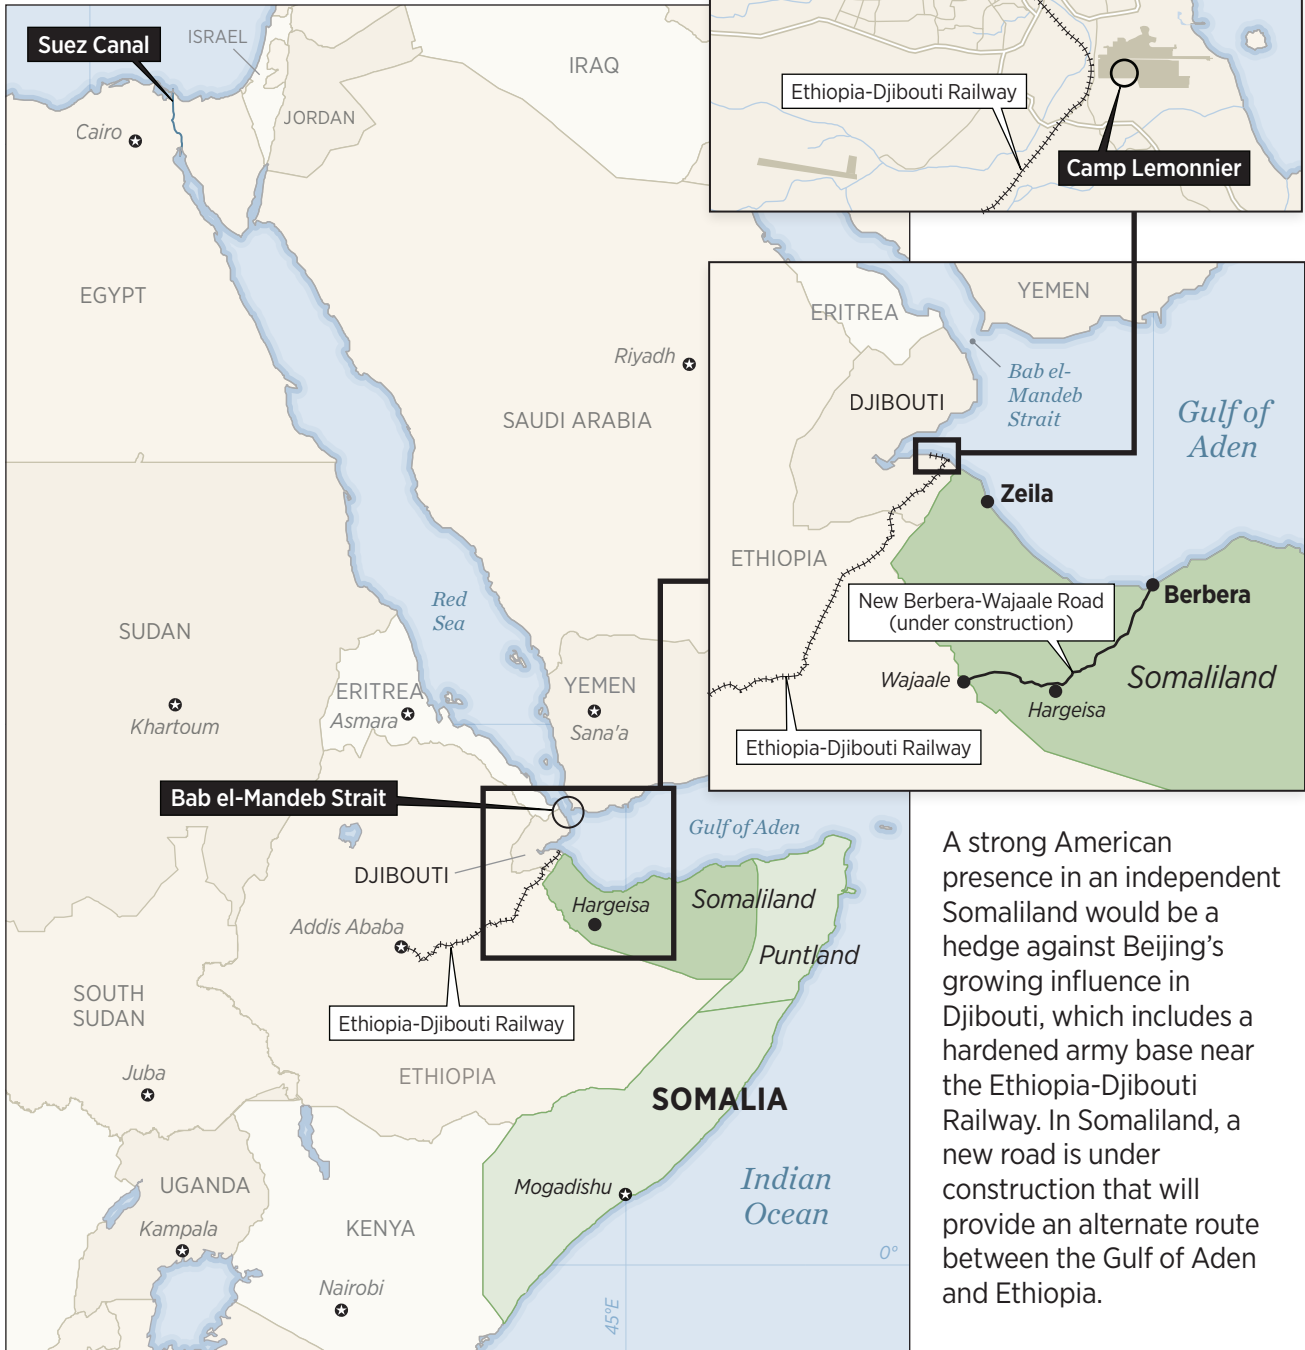 Suez Canal
ISRAEL
IRAQ
JORDAN
Cairo
EGYPT
Riyadh
SAUDI ARABIA
Red
Sea
SUDAN
Khartoum
ERITREA
Asmara
YEMEN
Sana'a
Bab el-Mandeb Strait
Gulf of Aden
DJIBOUTI
Hargeisa
Somaliland
Addis Ababa
Puntland
SOUTH
SUDAN
Ethiopia-Djibouti Railway
Juba
ETHIOPIA
SOMALIA
UGANDA
Mogadishu
Indian
Ocean
Kampala
KENYA
Nairobi
0°
45°E
Ethiopia-Djibouti Railway
Camp Lemonnier
YEMEN
ERITREA
Bab el-
Mandeb
Strait
DJIBOUTI
Gulf of
Aden
Zeila
ETHIOPIA
New Berbera-Wajaale Road
(under construction)
Berbera
Wajaale
Somaliland
Hargeisa
Ethiopia-Djibouti Railway
A strong American
presence in an independent
Somaliland would be a
hedge against Beijing’s
growing influence in
Djibouti, which includes a
hardened army base near
the Ethiopia-Djibouti
Railway. In Somaliland, a
new road is under
construction that will
provide an alternate route
between the Gulf of Aden
and Ethiopia.